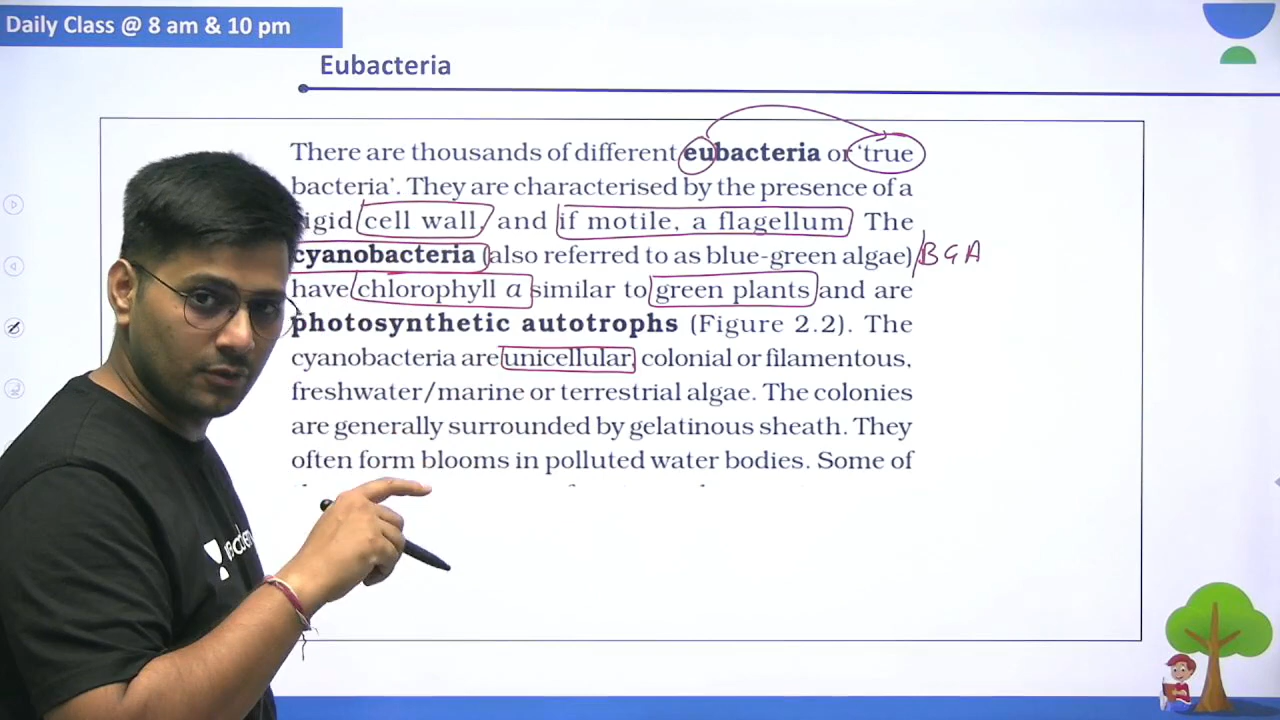 Daily Class @ 8 am & 10 pm
Eubacteria
There are thousands of different eubacteria or ‘true
bacteria’. They are characterised by the presence of a
rigid cell wall, and if motile, a flagellum The
cyanobacteria (also referred to as blue-green algae) BGA
have chlorophyll a similar to green plants and are
photosynthetic autotrophs (Figure 2.2). The
cyanobacteria are unicellular, colonial or filamentous,
freshwater/marine or terrestrial algae. The colonies
are generally surrounded by gelatinous sheath. They
often form blooms in polluted water bodies. Some of